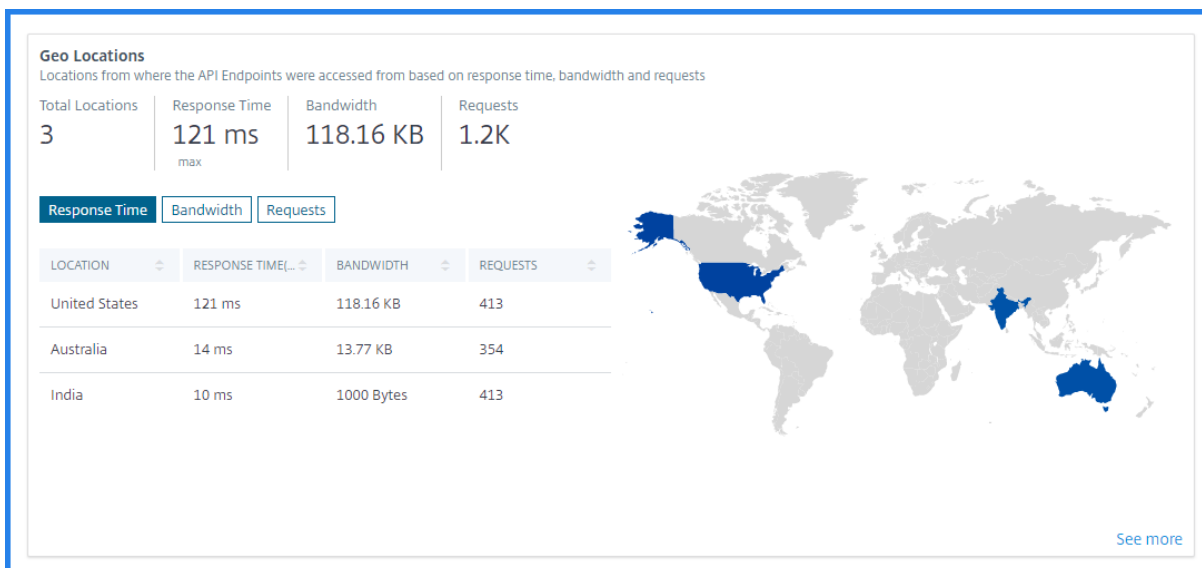 Geo Locations
Locations from where the API Endpoints were accessed from based on response time, bandwidth and requests
Total Locations Response Time Bandwidth Requests
3 121 ms 118.16 KB 1.2K
max
Response Time Bandwidth Requests
LOCATION RESPONSE TIME(... BANDWIDTH REQUESTS
United States 121 ms 118.16 KB 413
Australia 14 ms 13.77 KB 354
India 10 ms 1000 Bytes 413
See more